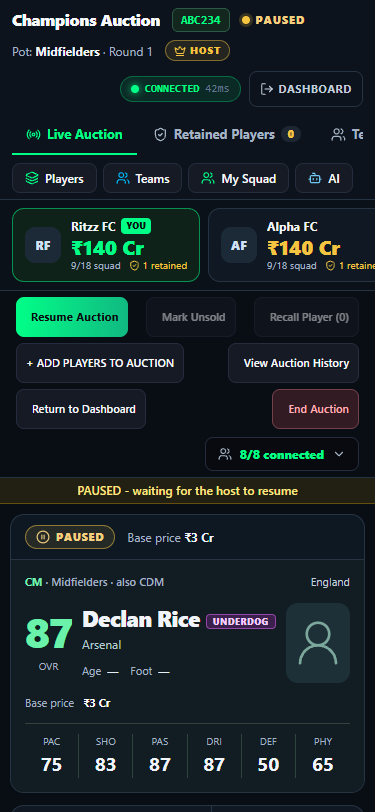 Champions Auction ABC234 PAUSED
Pot: Midfielders · Round 1 HOST
CONNECTED 42ms DASHBOARD
Live Auction Retained Players 0
Players Teams My Squad AI
RF Ritzz FC YOU
₹140 Cr
9/18 squad 1 retained
AF Alpha FC
₹140 Cr
9/18 squad 1 retaine
Resume Auction Mark Unsold Recall Player (0)
+ ADD PLAYERS TO AUCTION View Auction History
Return to Dashboard End Auction
8/8 connected
PAUSED - waiting for the host to resume
PAUSED Base price ₹3 Cr
CM · Midfielders · also CDM England
87 OVR
Declan Rice UNDERDOG
Arsenal
Age — Foot —
Base price ₹3 Cr
PAC SHO PAS DRI DEF PHY
75 83 87 87 50 65